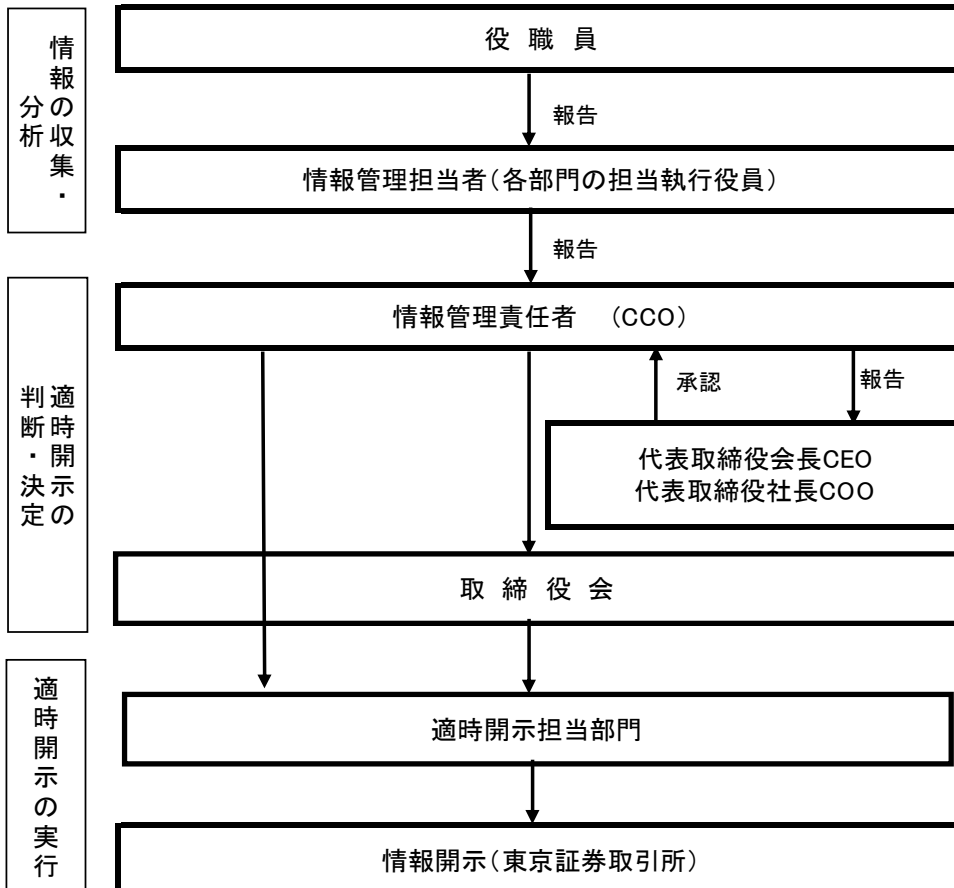 情報の収集・
分析
役 職 員
報告
情報管理担当者（各部門の担当執行役員）
報告
適時開示の
判断・決定
情報管理責任者　（CCO）
承認
報告
代表取締役会長CEO
代表取締役社長COO
取 締 役 会
適時開示の実行
適時開示担当部門
情報開示（東京証券取引所）